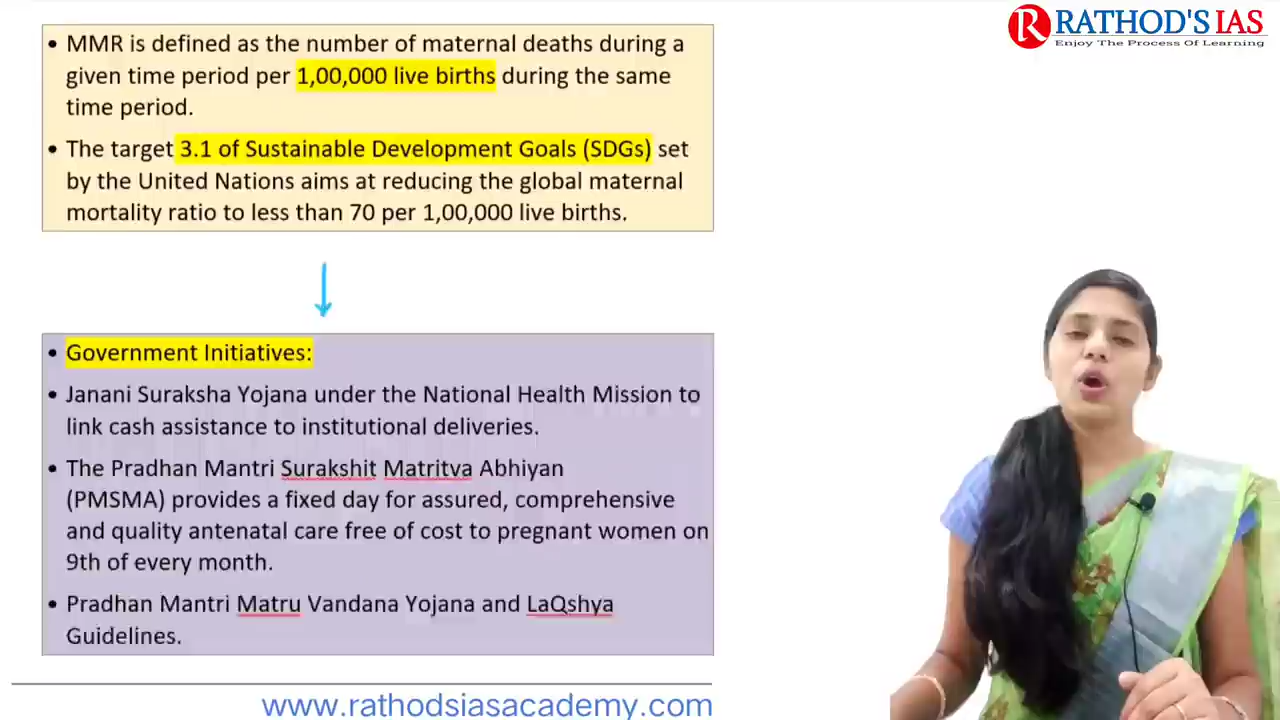 RATHOD'S IAS
Enjoy The Process Of Learning
• MMR is defined as the number of maternal deaths during a
given time period per 1,00,000 live births during the same
time period.
• The target 3.1 of Sustainable Development Goals (SDGs) set
by the United Nations aims at reducing the global maternal
mortality ratio to less than 70 per 1,00,000 live births.
• Government Initiatives:
• Janani Suraksha Yojana under the National Health Mission to
link cash assistance to institutional deliveries.
• The Pradhan Mantri Surakshit Matritva Abhiyan
(PMSMA) provides a fixed day for assured, comprehensive
and quality antenatal care free of cost to pregnant women on
9th of every month.
• Pradhan Mantri Matru Vandana Yojana and LaQshya
Guidelines.
www.rathodsiasacademy.com